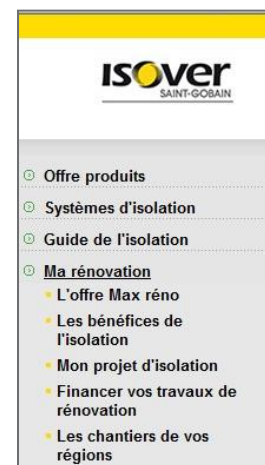 ISOVER
SAINT-GOBAIN
Offre produits
Systèmes d'isolation
Guide de l'isolation
Ma rénovation
L'offre Max réno
Les bénéfices de
l'isolation
Mon projet d'isolation
Financer vos travaux de
rénovation
Les chantiers de vos
régions